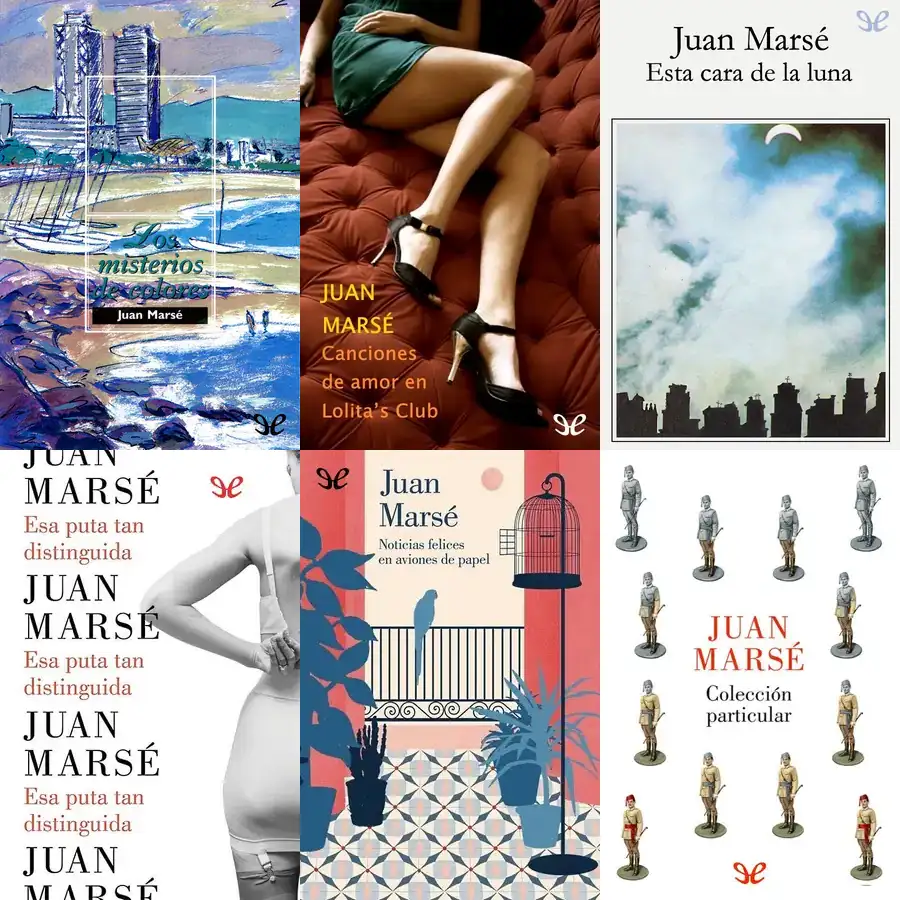 Los
misterios
de colores
Juan Marsé
JUAN
MARSÉ
Canciones
de amor en
Lolita's Club
Juan Marsé
Esta cara de la luna
JUAN
MARSÉ
Esa puta tan
distinguida
JUAN
MARSÉ
Esa puta tan
distinguida
JUAN
MARSÉ
Esa puta tan
distinguida
JUAN
MARSÉ
Juan
Marsé
Noticias felices
en aviones de papel
JUAN
MARSÉ
Colección
particular